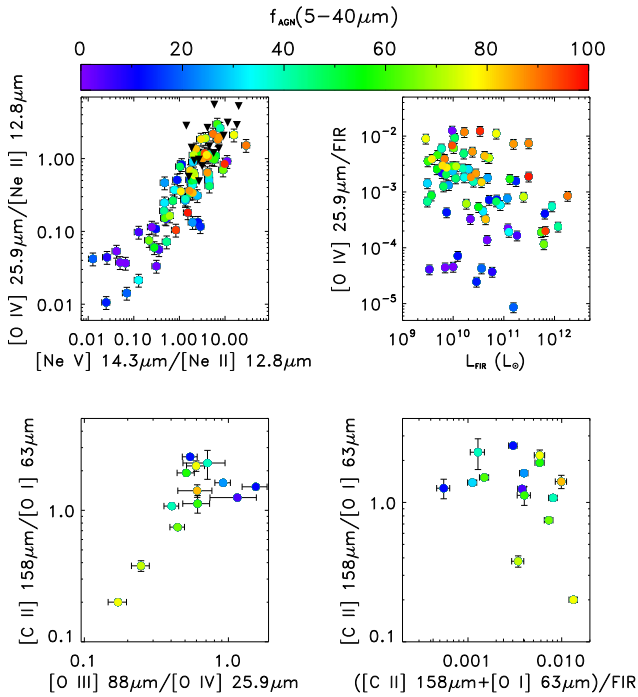 f_AGN(5−40μm)
0 20 40 60 80 100
[O IV] 25.9μm/[Ne II] 12.8μm
1.00
0.10
0.01
0.01 0.10 1.00 10.00
[Ne V] 14.3μm/[Ne II] 12.8μm
[O IV] 25.9μm/FIR
10^-2
10^-3
10^-4
10^-5
10^9 10^10 10^11 10^12
L_FIR (L_⊙)
[C II] 158μm/[O I] 63μm
1.0
0.1
0.1 1.0
[O III] 88μm/[O IV] 25.9μm
[C II] 158μm/[O I] 63μm
1.0
0.1
0.001 0.010
([C II] 158μm+[O I] 63μm)/FIR